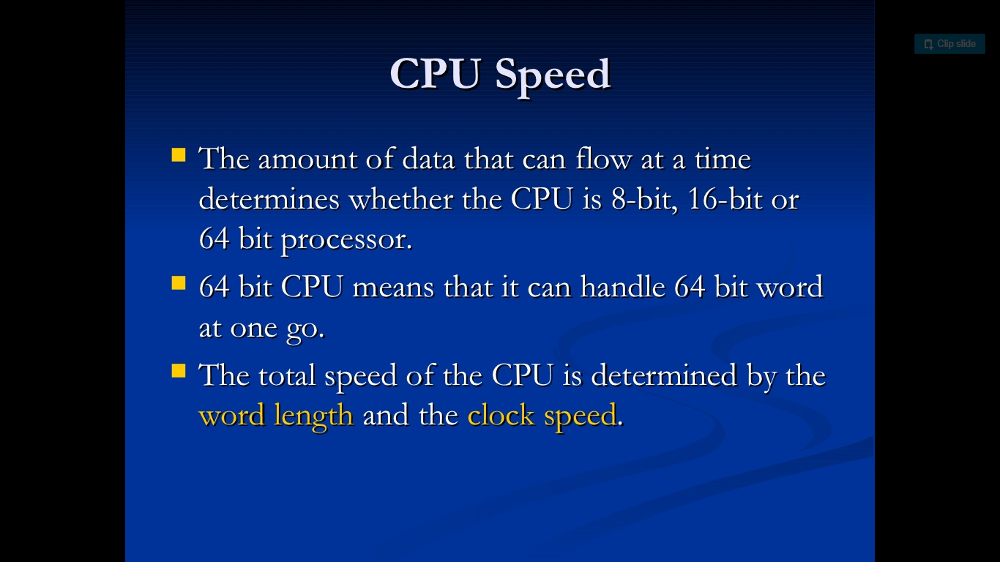 CPU Speed
Clip slide
The amount of data that can flow at a time
determines whether the CPU is 8-bit, 16-bit or
64 bit processor.
64 bit CPU means that it can handle 64 bit word
at one go.
The total speed of the CPU is determined by the
word length and the clock speed.